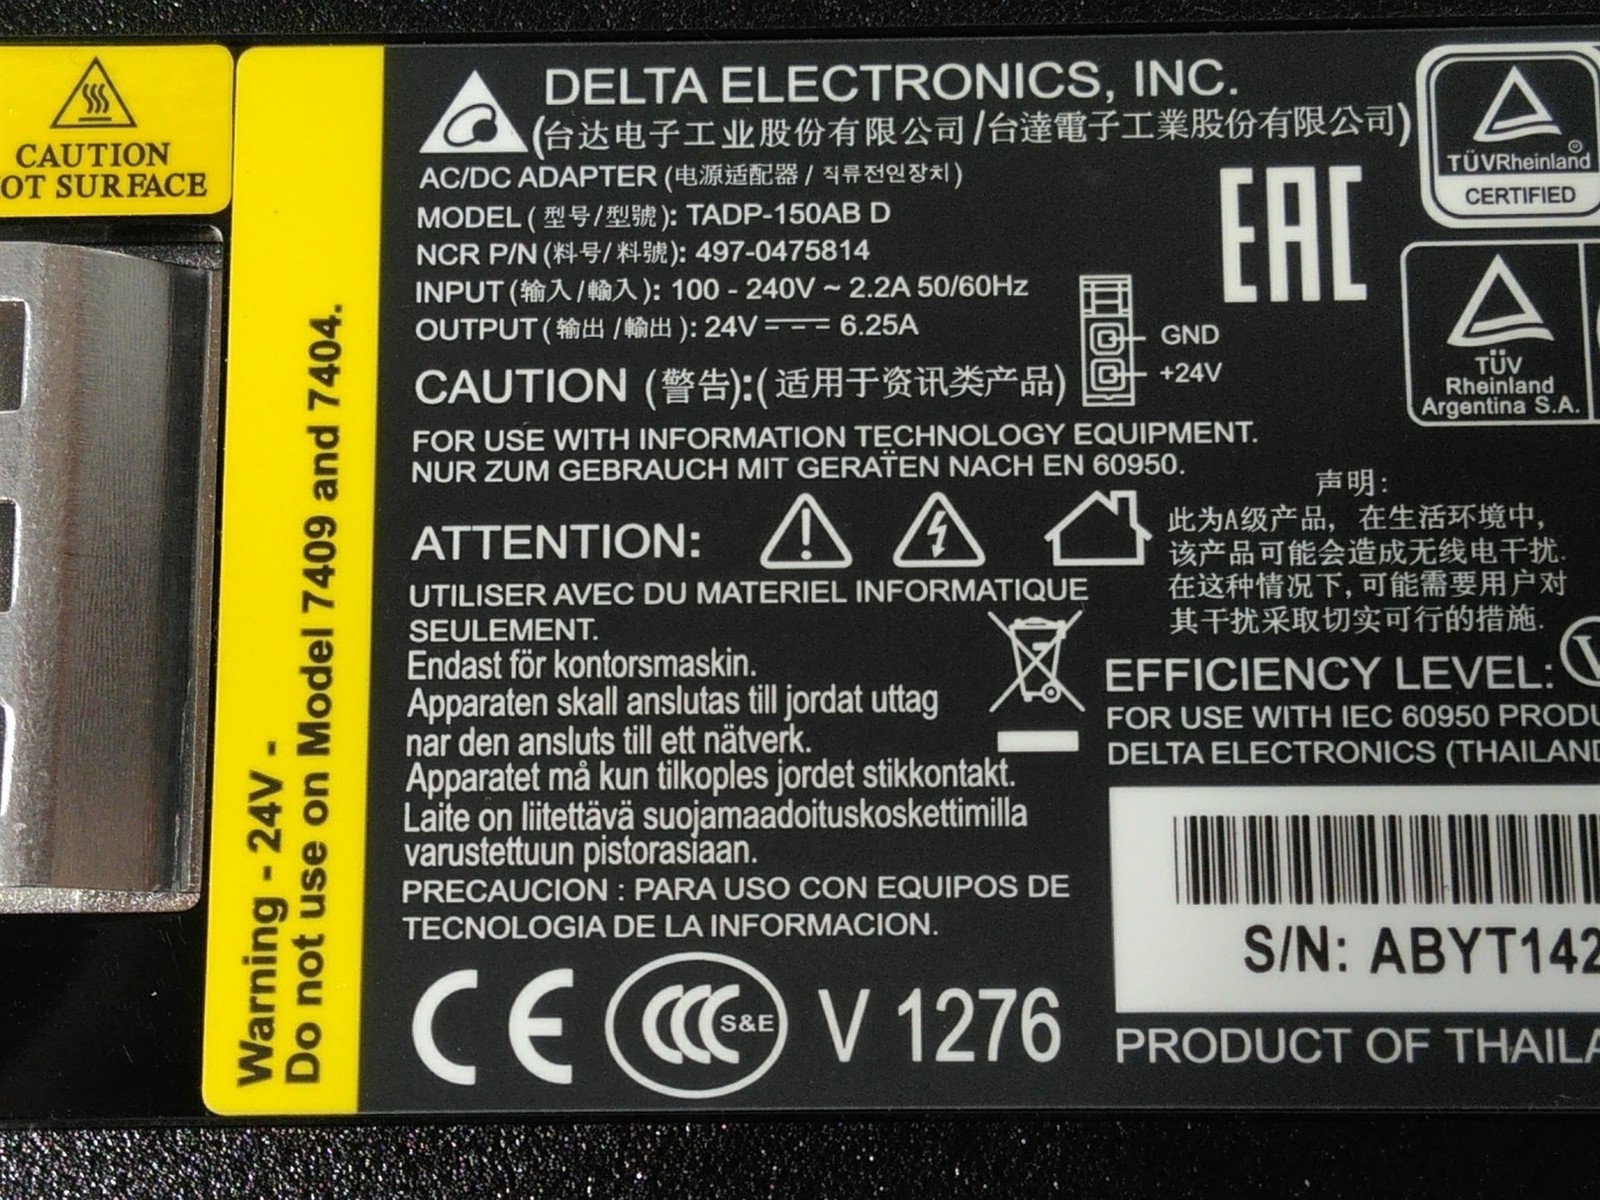 CAUTION
OT SURFACE
Warning - 24V -
Do not use on Model 7409 and 7404.
DELTA ELECTRONICS, INC.
(台达电子工业股份有限公司/台達電子工業股份有限公司)
AC/DC ADAPTER (电源适配器 / 직류전원장치)
MODEL (型号/型號): TADP-150AB D
NCR P/N (料号/料號): 497-0475814
INPUT (输入/輸入): 100 - 240V ~ 2.2A 50/60Hz
OUTPUT (输出/輸出): 24V ⎓ 6.25A
GND
+24V
CAUTION (警告):(适用于资讯类产品)
FOR USE WITH INFORMATION TECHNOLOGY EQUIPMENT.
NUR ZUM GEBRAUCH MIT GERATEN NACH EN 60950.
ATTENTION:
UTILISER AVEC DU MATERIEL INFORMATIQUE
SEULEMENT.
Endast för kontorsmaskin.
Apparaten skall anslutas till jordat uttag
nar den ansluts till ett nätverk.
Apparatet må kun tilkoples jordet stikkontakt.
Laite on liitettävä suojamaadoituskoskettimilla
varustettuun pistorasiaan.
PRECAUCION : PARA USO CON EQUIPOS DE
TECNOLOGIA DE LA INFORMACION.
CE
CCC S&E
V 1276
EAC
TÜVRheinland
CERTIFIED
TÜV
Rheinland
Argentina S.A.
声明:
此为A级产品, 在生活环境中,
该产品可能会造成无线电干扰.
在这种情况下,可能需要用户对
其干扰采取切实可行的措施.
EFFICIENCY LEVEL:
FOR USE WITH IEC 60950 PRODU
DELTA ELECTRONICS (THAILAND
S/N: ABYT142
PRODUCT OF THAILA